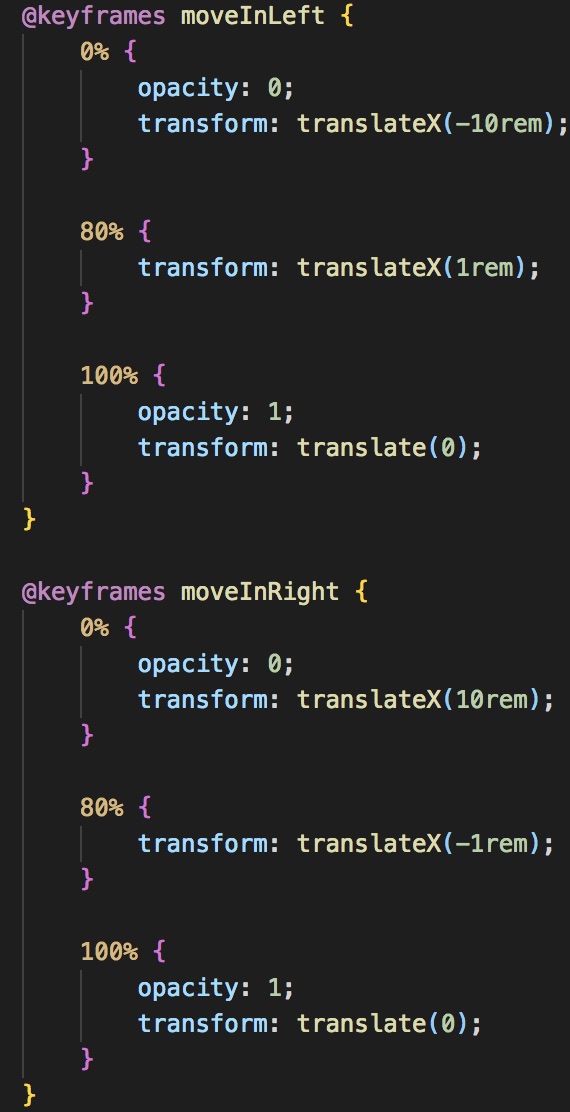 @keyframes moveInLeft {
    0% {
        opacity: 0;
        transform: translateX(-10rem);
    }

    80% {
        transform: translateX(1rem);
    }

    100% {
        opacity: 1;
        transform: translate(0);
    }
}

@keyframes moveInRight {
    0% {
        opacity: 0;
        transform: translateX(10rem);
    }

    80% {
        transform: translateX(-1rem);
    }

    100% {
        opacity: 1;
        transform: translate(0);
    }
}